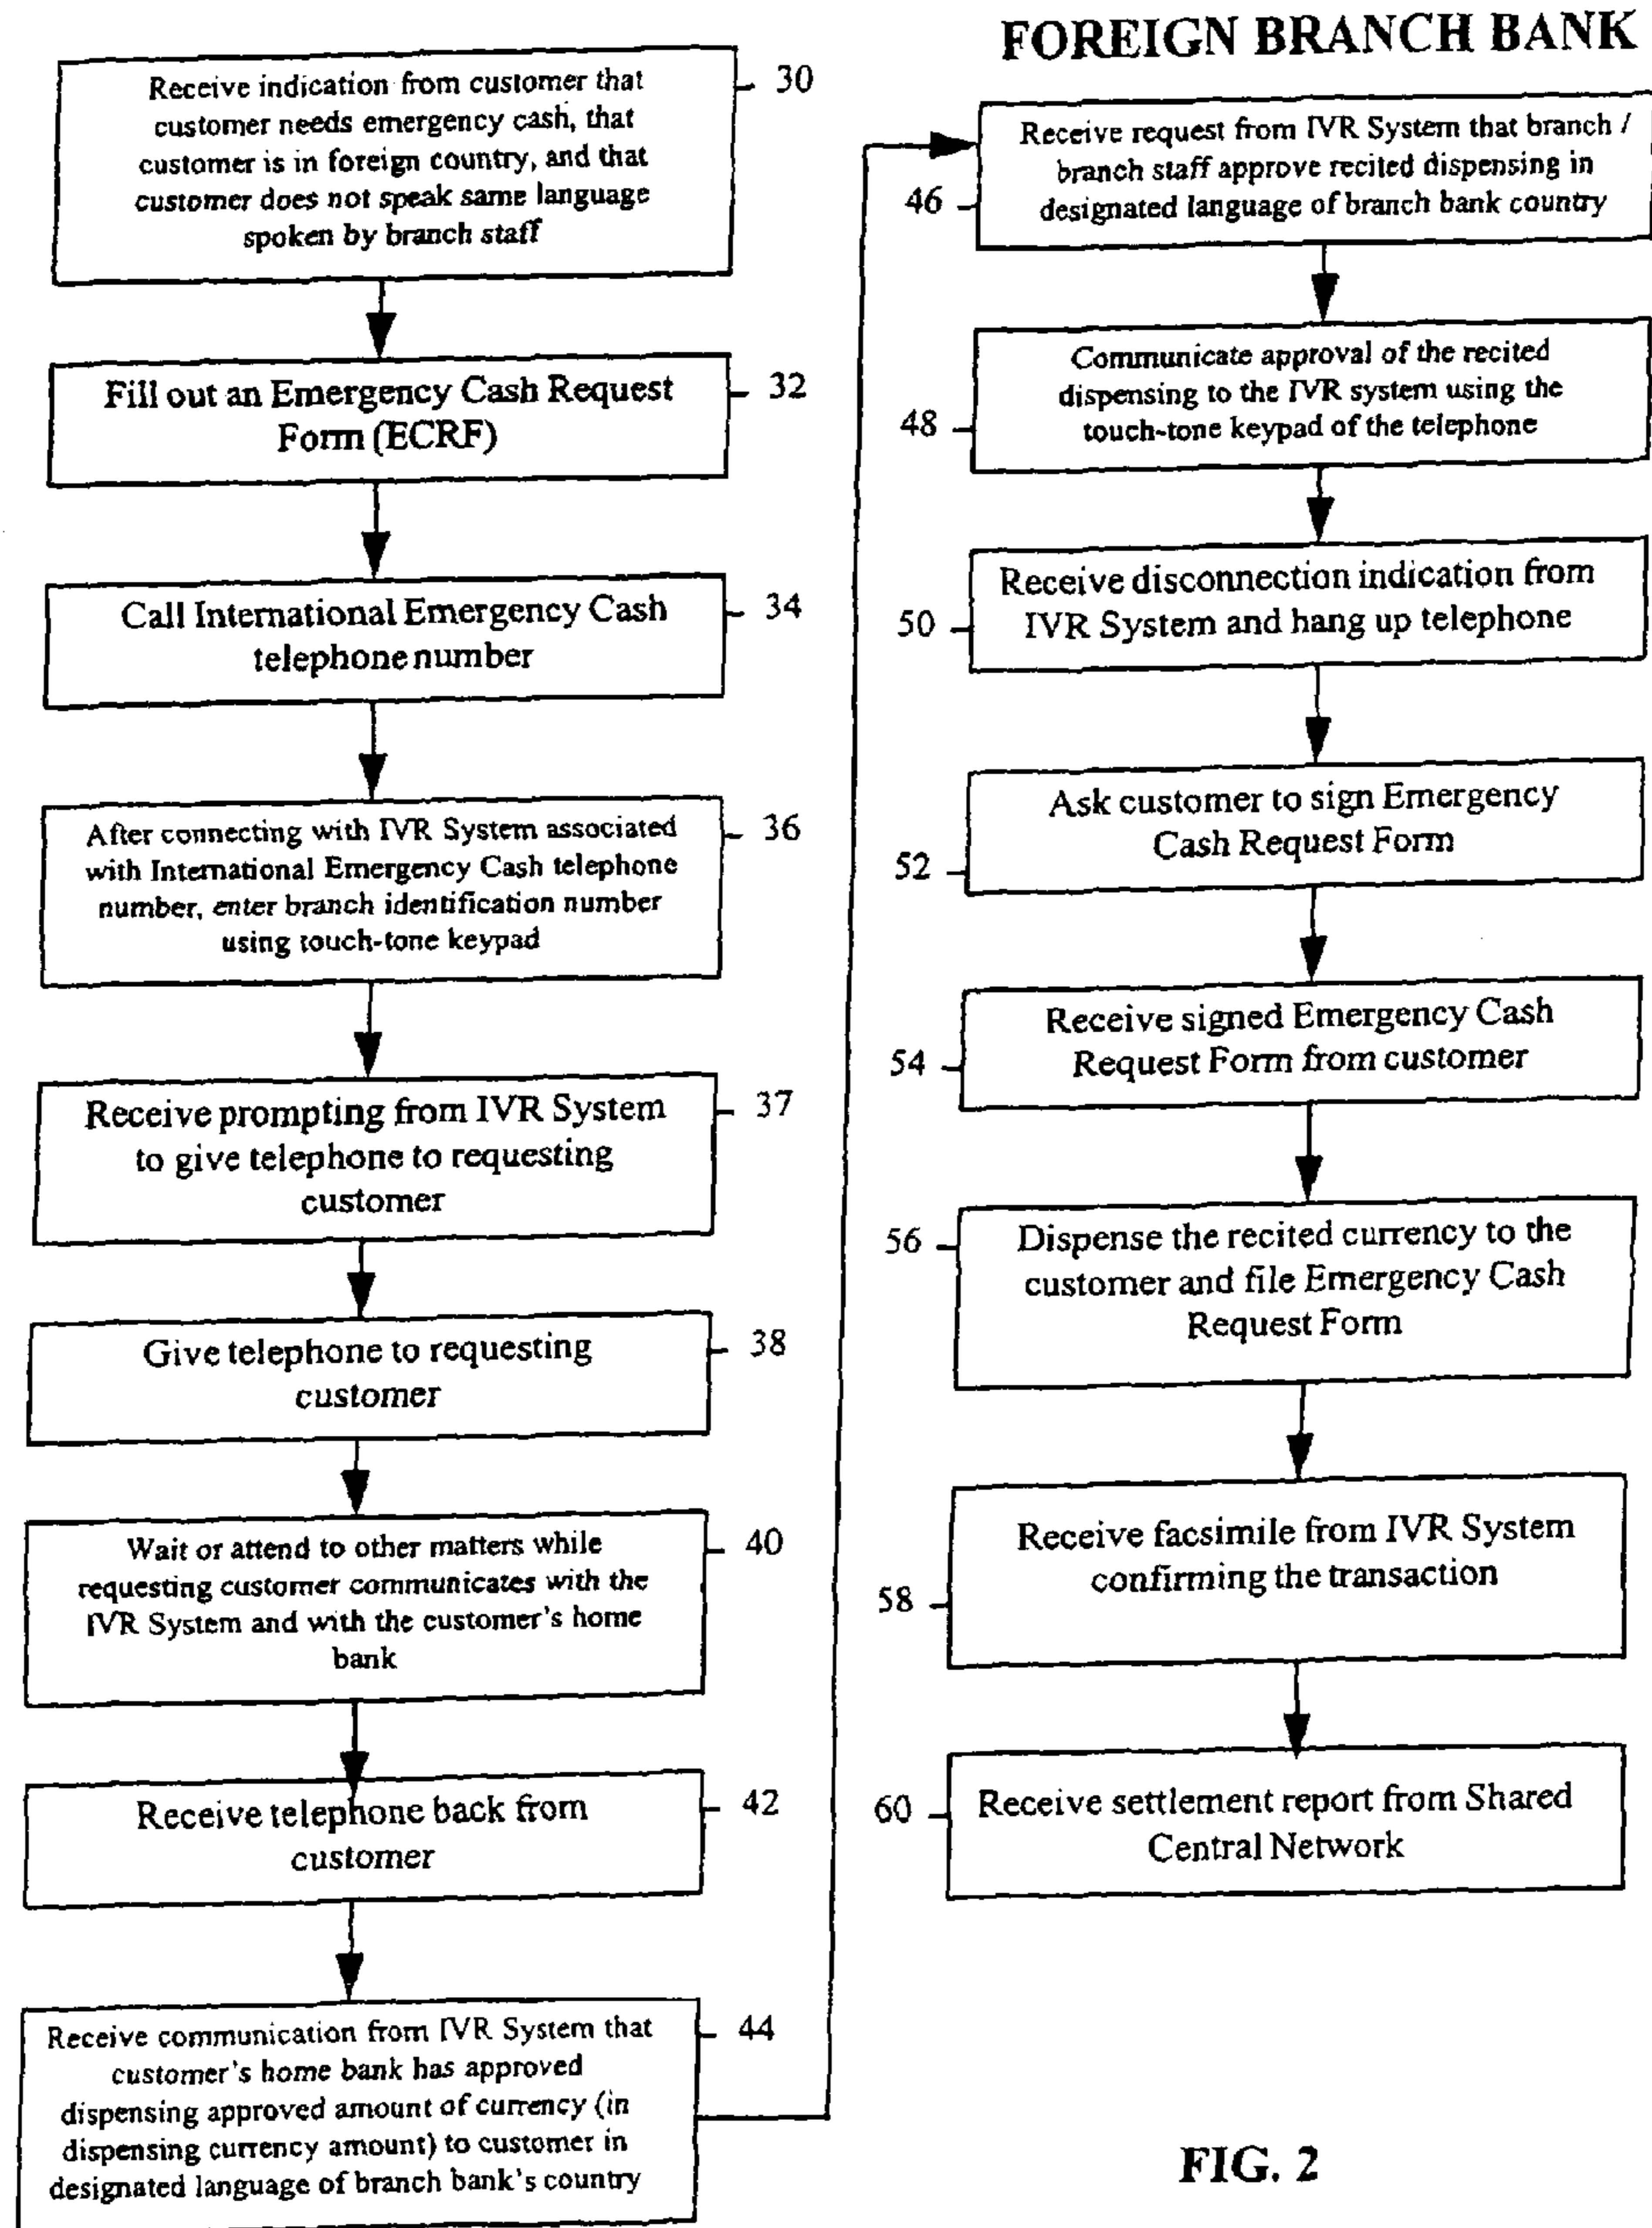 FOREIGN BRANCH BANK
Receive indication from customer that
customer needs emergency cash, that
customer is in foreign country, and that
customer does not speak same language
spoken by branch staff
30
Fill out an Emergency Cash Request
Form (ECRF)
32
Call International Emergency Cash
telephone number
34
After connecting with IVR System associated
with International Emergency Cash telephone
number, enter branch identification number
using touch-tone keypad
36
Receive prompting from IVR System
to give telephone to requesting
customer
37
Give telephone to requesting
customer
38
Wait or attend to other matters while
requesting customer communicates with the
IVR System and with the customer's home
bank
40
Receive telephone back from
customer
42
Receive communication from IVR System that
customer's home bank has approved
dispensing approved amount of currency (in
dispensing currency amount) to customer in
designated language of branch bank's country
44
Receive request from IVR System that branch /
branch staff approve recited dispensing in
designated language of branch bank country
46
Communicate approval of the recited
dispensing to the IVR system using the
touch-tone keypad of the telephone
48
Receive disconnection indication from
IVR System and hang up telephone
50
Ask customer to sign Emergency
Cash Request Form
52
Receive signed Emergency Cash
Request Form from customer
54
Dispense the recited currency to the
customer and file Emergency Cash
Request Form
56
Receive facsimile from IVR System
confirming the transaction
58
Receive settlement report from Shared
Central Network
60
FIG. 2